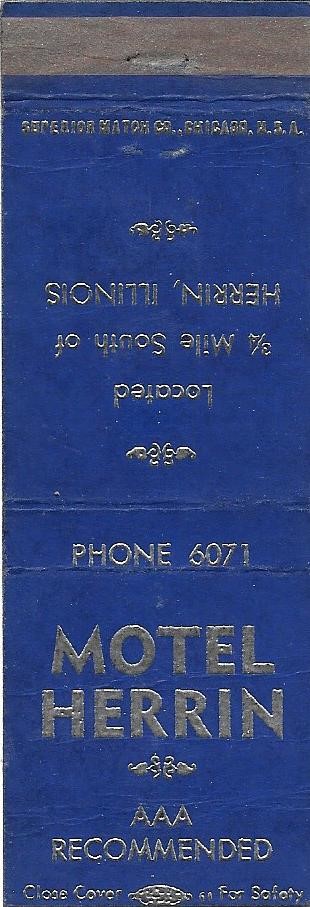 SUPERIOR MATCH CO., CHICAGO, U.S.A.
Located
¾ Mile South of
HERRIN, ILLINOIS
PHONE 6071
MOTEL
HERRIN
AAA
RECOMMENDED
Close Cover For Safety